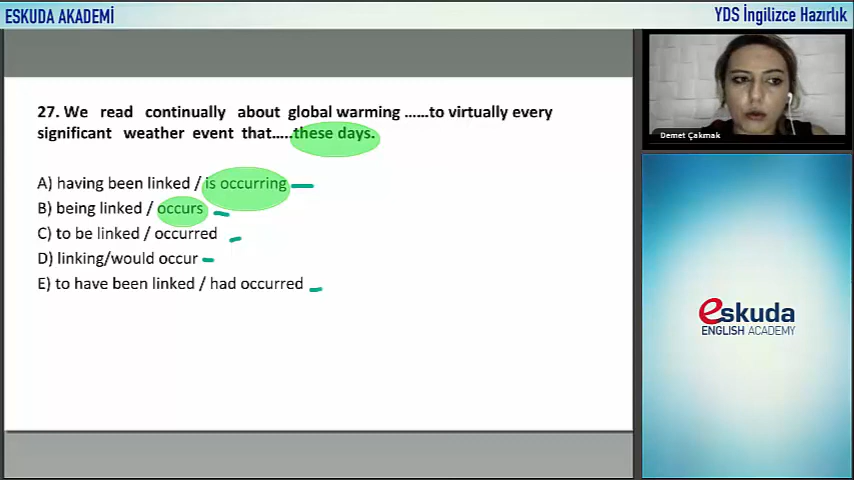 ESKUDA AKADEMİ
YDS İngilizce Hazırlık
27. We read continually about global warming ......to virtually every
significant weather event that.....these days.
A) having been linked / is occurring
B) being linked / occurs
C) to be linked / occurred
D) linking/would occur
E) to have been linked / had occurred
Demet Çakmak
eskuda
ENGLISH ACADEMY